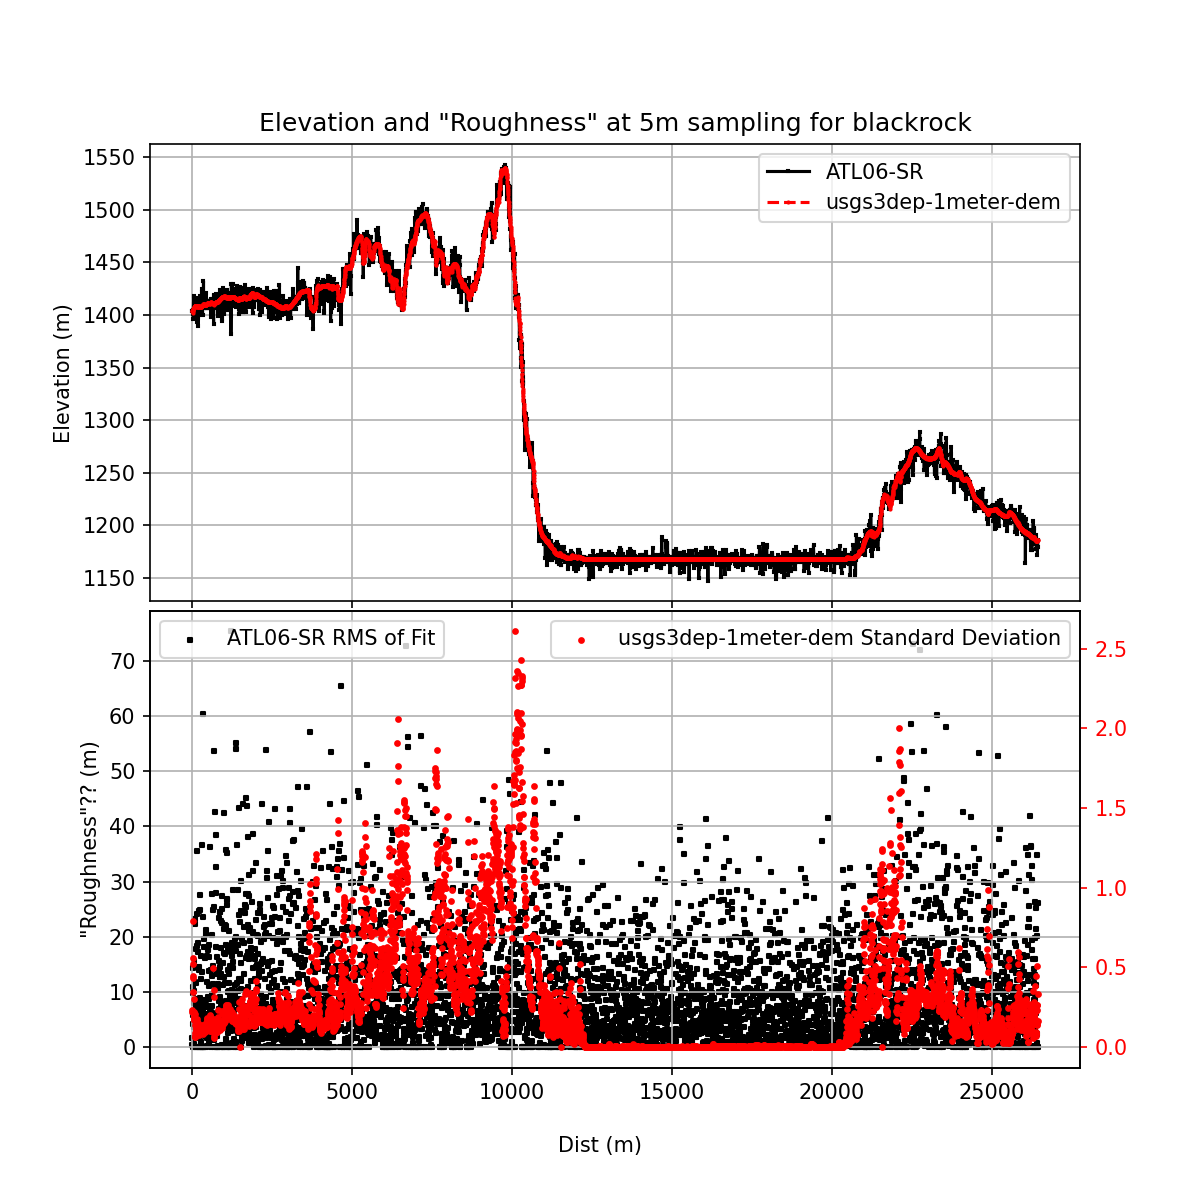 Elevation and "Roughness" at 5m sampling for blackrock
1550
1500
1450
1400
1350
1300
1250
1200
1150
Elevation (m)
ATL06-SR
usgs3dep-1meter-dem
ATL06-SR RMS of Fit
usgs3dep-1meter-dem Standard Deviation
70
60
50
40
30
20
10
0
"Roughness"?? (m)
2.5
2.0
1.5
1.0
0.5
0.0
0 5000 10000 15000 20000 25000
Dist (m)